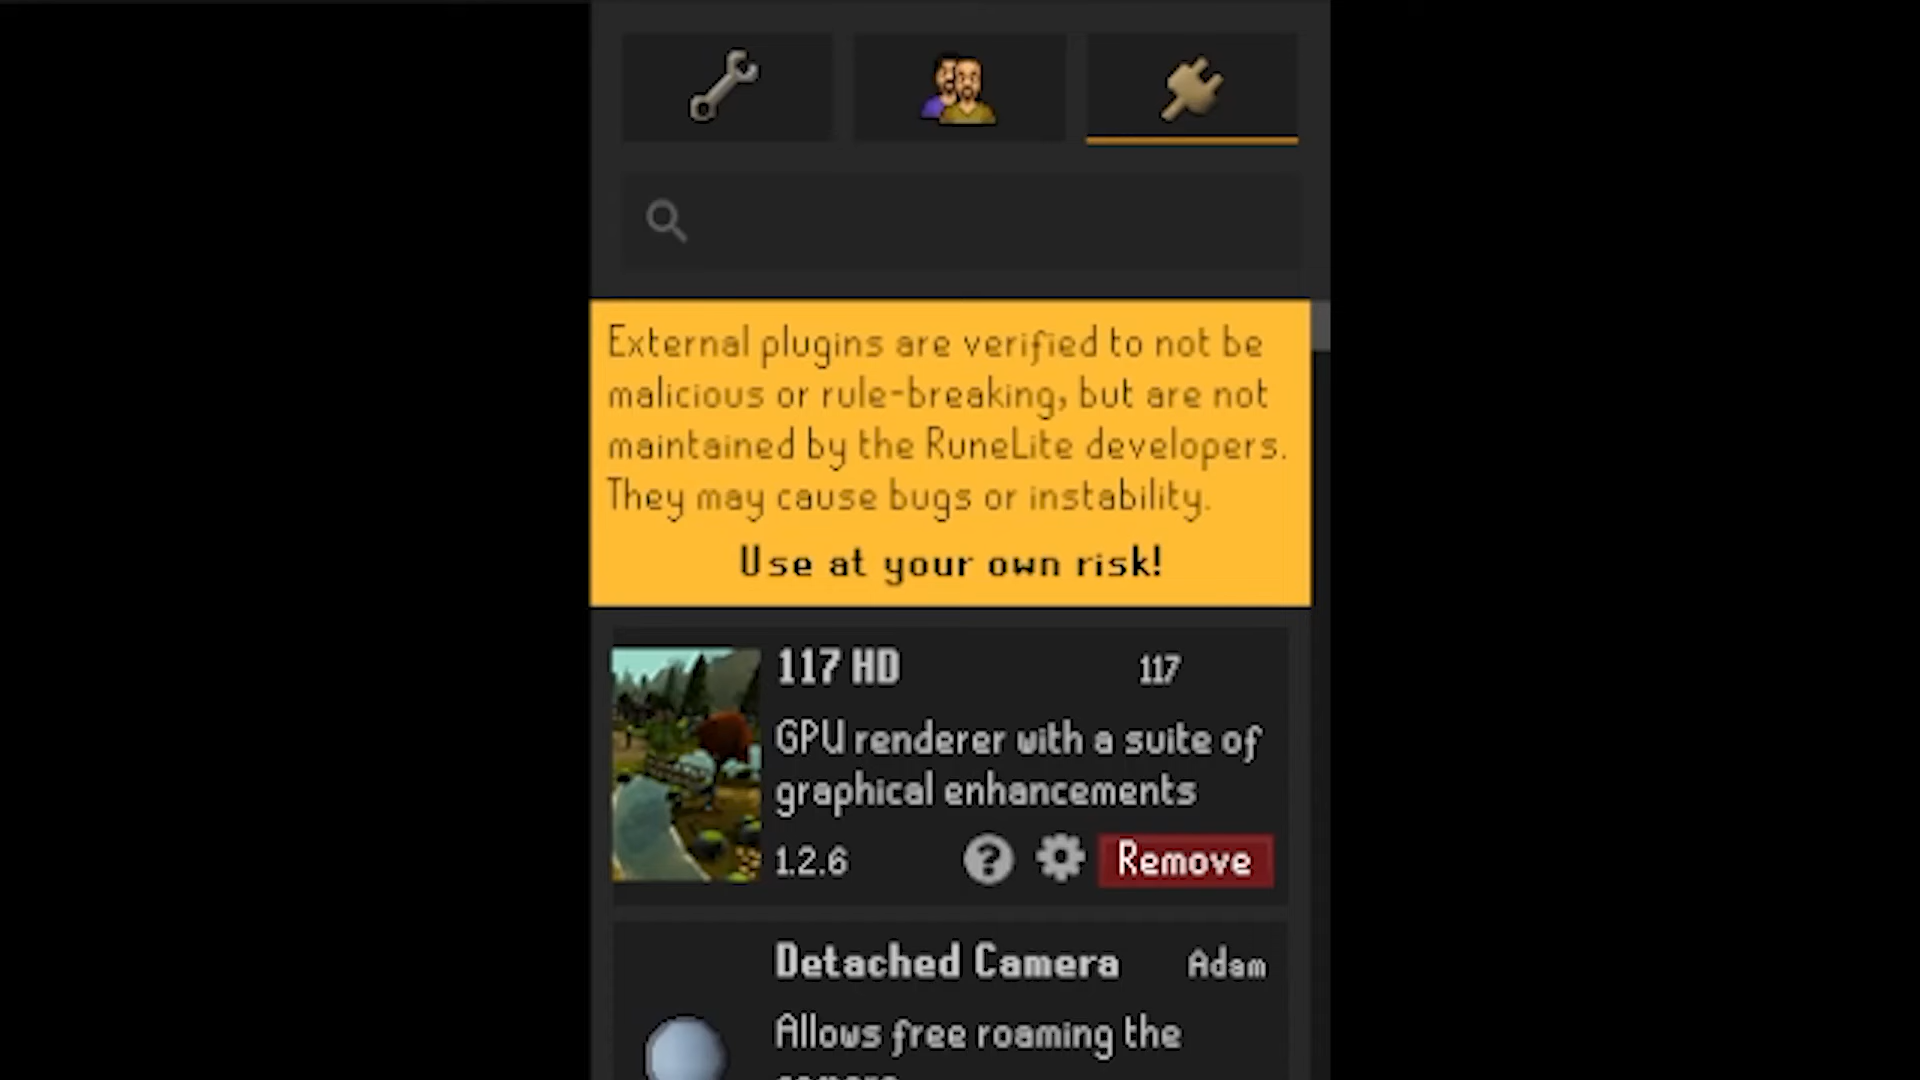 External plugins are verified to not be
malicious or rule-breaking, but are not
maintained by the RuneLite developers.
They may cause bugs or instability.
Use at your own risk!
117 HD 117
GPU renderer with a suite of
graphical enhancements
1.2.6 Remove
Detached Camera Adam
Allows free roaming the